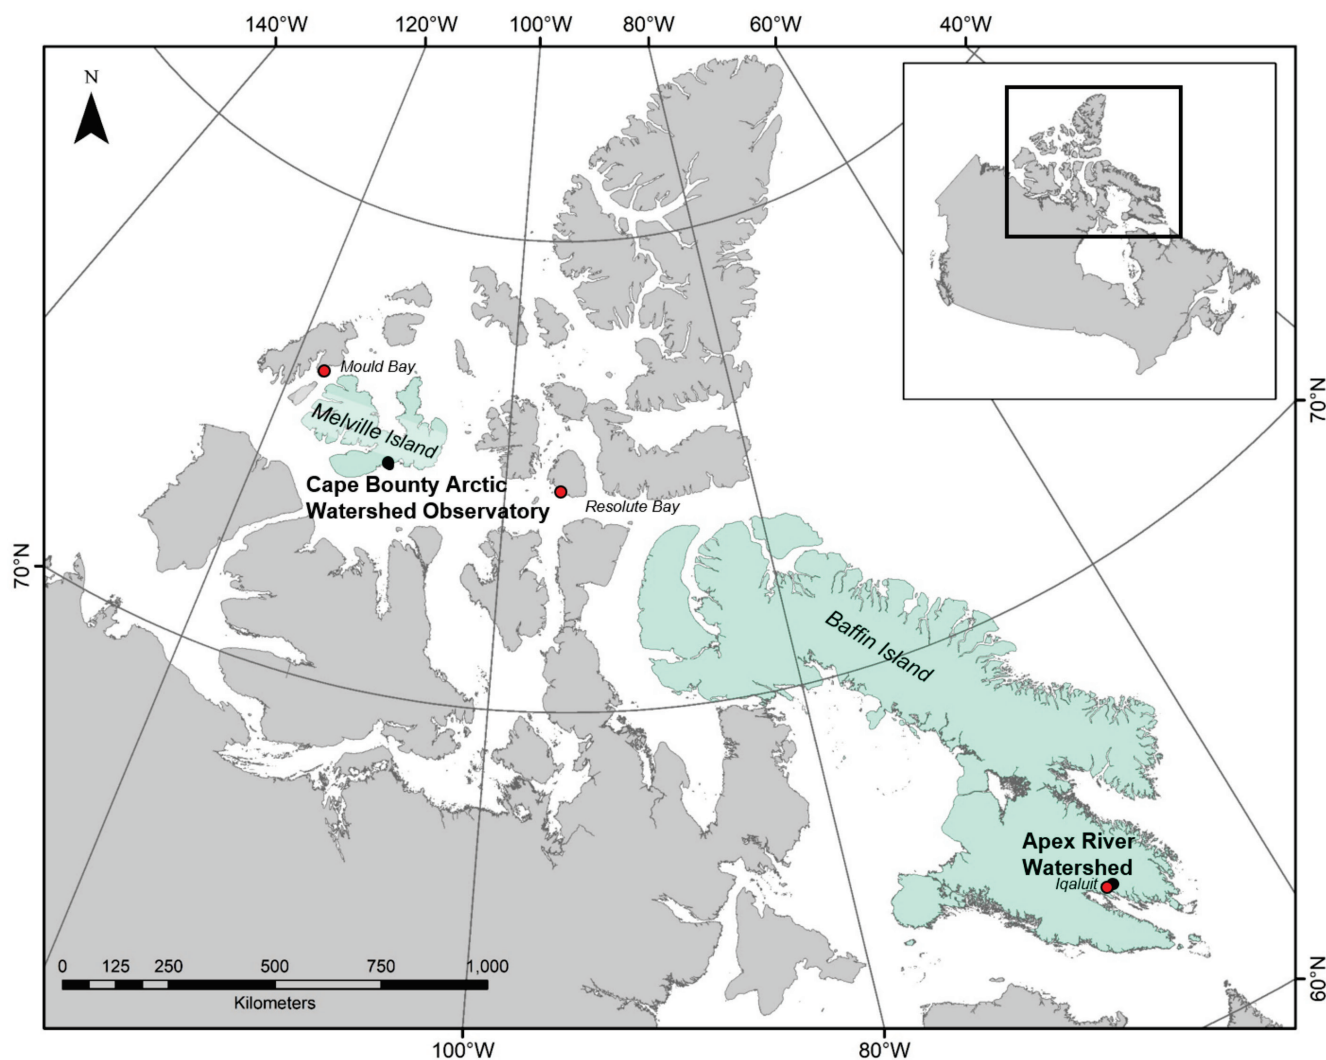 140°W 120°W 100°W 80°W 60°W 40°W
N
Mould Bay
Melville Island
Cape Bounty Arctic
Watershed Observatory
Resolute Bay
70°N
70°N
Baffin Island
Apex River
Watershed
Iqaluit
0 125 250 500 750 1,000
Kilometers
60°N
100°W 80°W